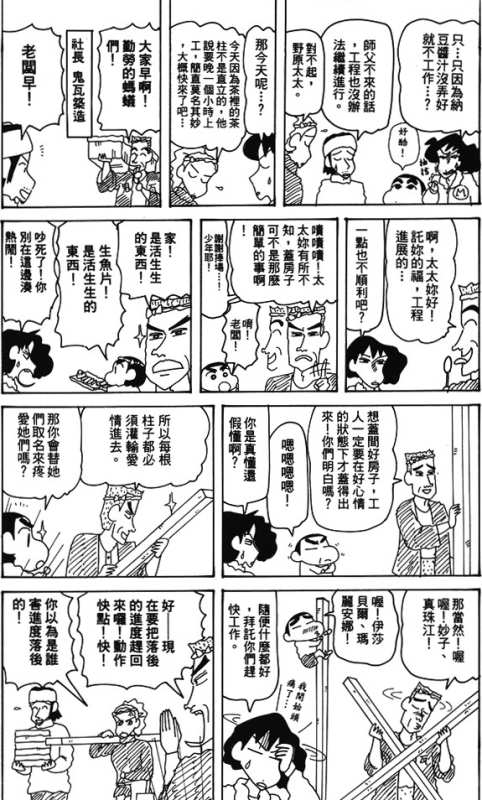 只…只因為納
豆醬汁沒弄好
就不工作…?
好酷!
師父不來的話
，工程也沒辦
法繼續進行。
對不起，
野原太太。
那今天呢…?
今天因為茶裡的茶
柱不是直立的，他
說要晚一個小時上
工，簡直莫名其妙
，大概快來了吧…
大家早啊!
勤勞的螞蟻
們!
社長 鬼瓦築造
老闆早!
啊，太太妳好!
託妳的福，工程
進展的…
一點也不順利吧?
嘖嘖嘖!太
太妳有所不
知，蓋房子
可不是那麼
簡單的事啊
謝謝捧場……
少年耶!
唷!
老闆!
家!
是活生生
的東西!
生魚片!
是活生生的
東西!
吵死了!你
別在這邊湊
熱鬧!
想蓋間好房子，工
人一定要在好心情
的狀態下才蓋得出
來!你們明白嗎?
嗯嗯嗯嗯!
你是真懂還
假懂啊?
所以每根
柱子都必
須灌輸愛
情進去。
那你會替她
們取名來疼
愛她們嗎?
那當然!喔
喔!妙子、
真珠江!
喔!伊莎
貝爾、瑪
麗安娜!
我開始頭
痛了…
隨便什麼都好
，拜託你們趕
快工作。
好 現
在要把落後
的進度趕回
來囉!動作
快點!快!
你以為是誰
害進度落後
的!